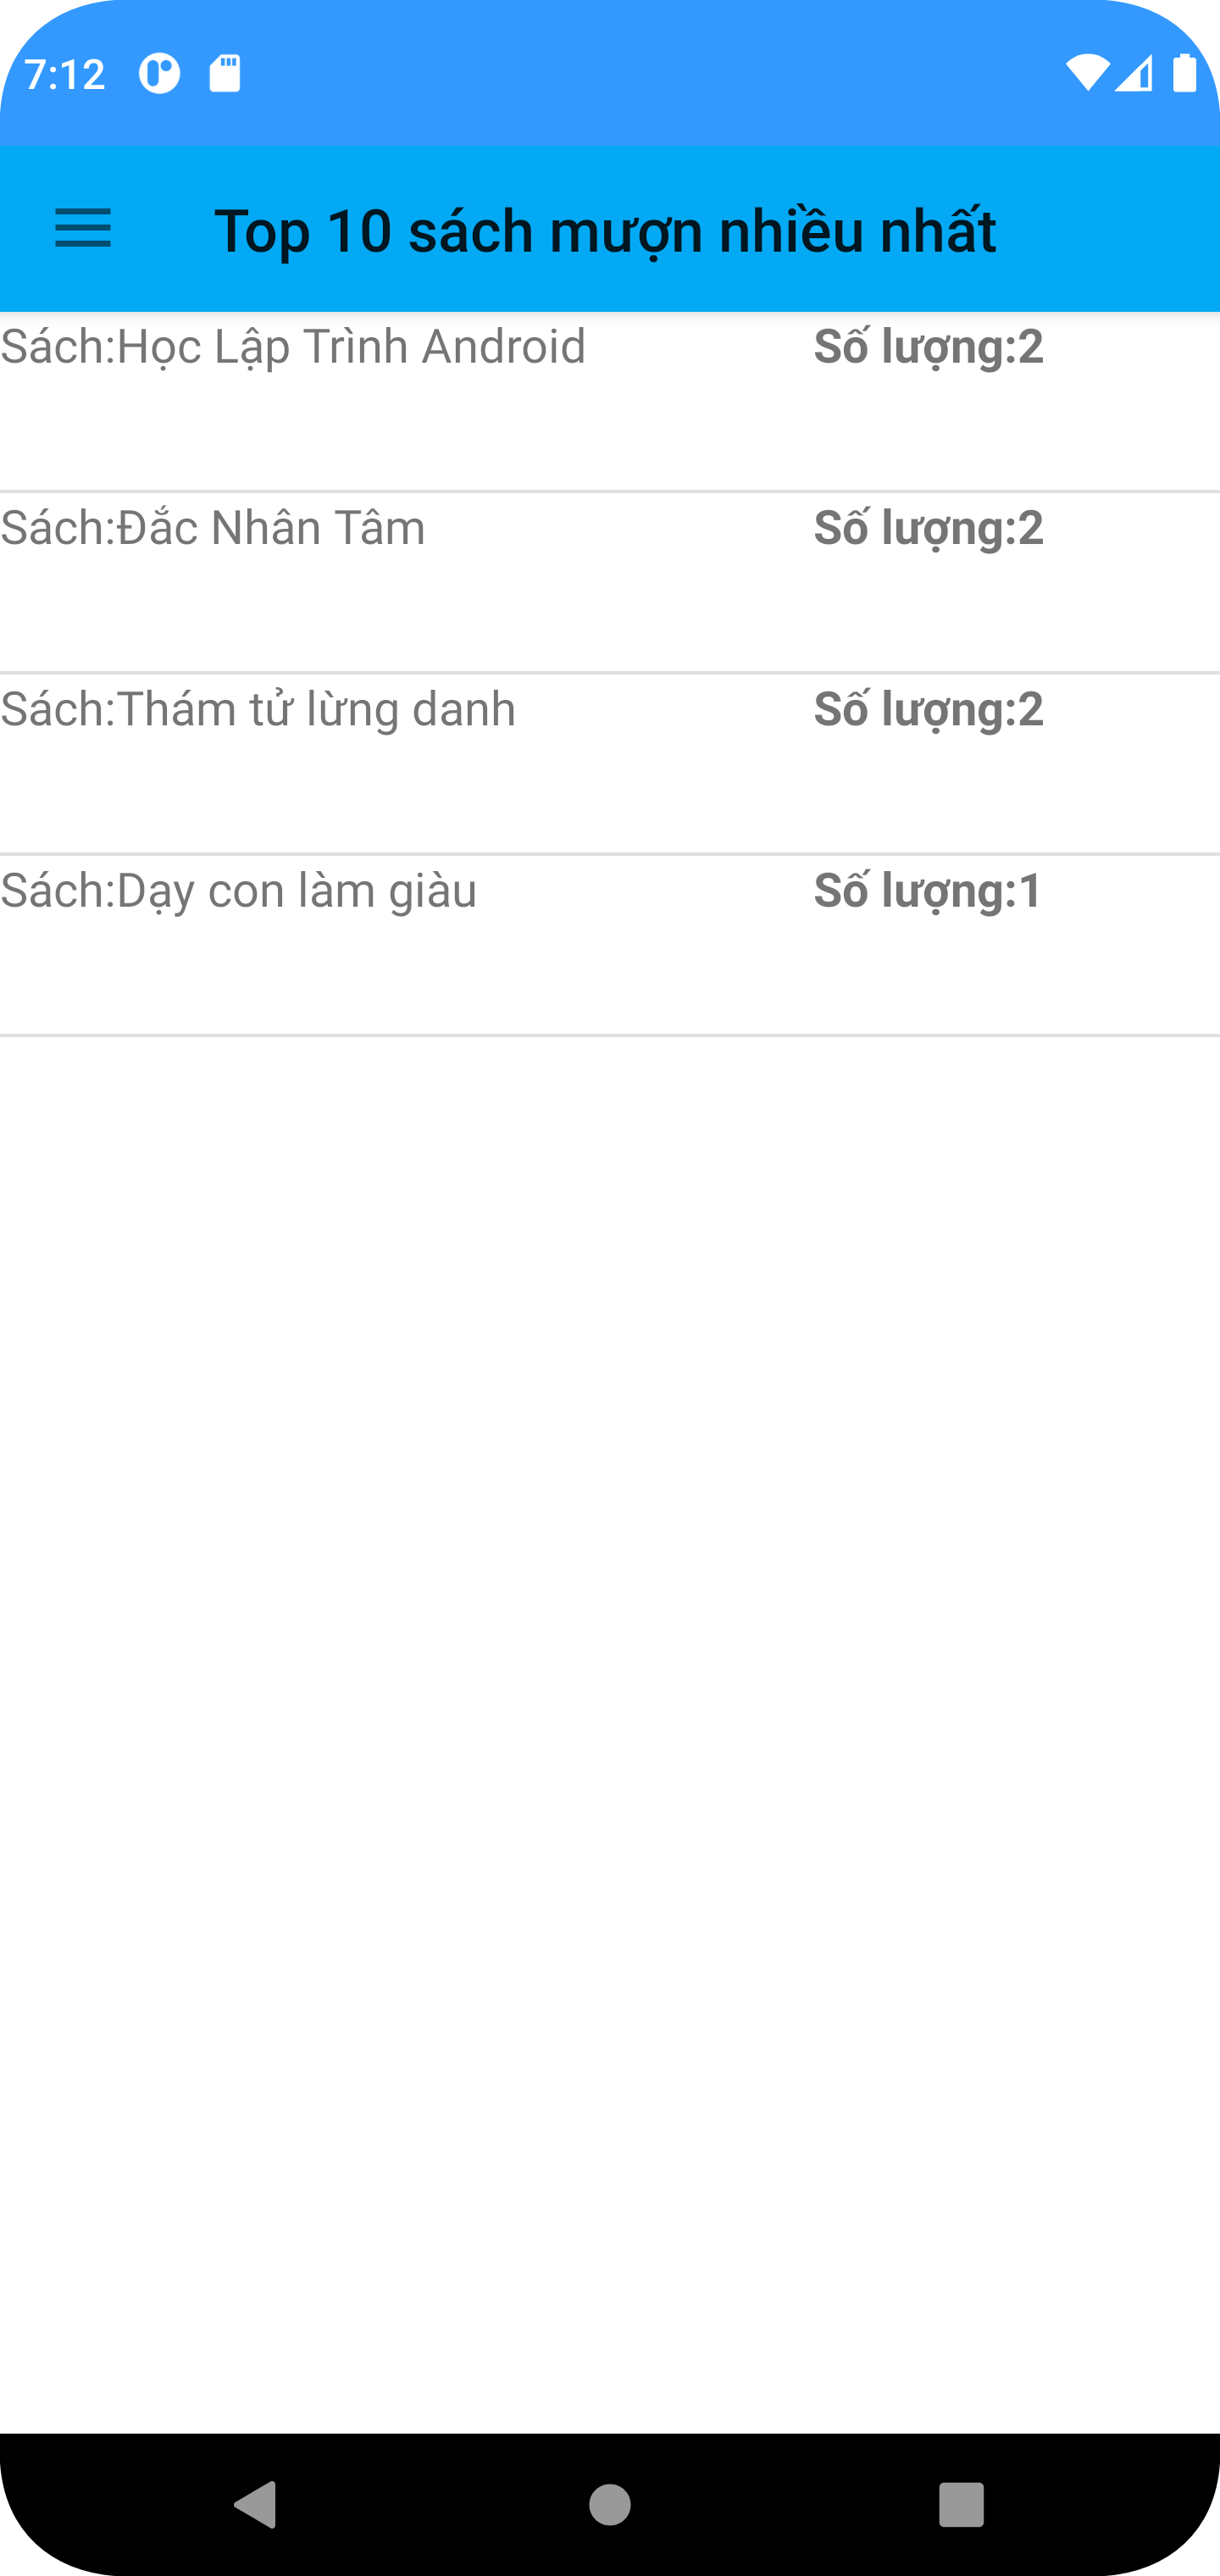 7:12
Top 10 sách mượn nhiều nhất
Sách:Học Lập Trình Android Số lượng:2
Sách:Đắc Nhân Tâm Số lượng:2
Sách:Thám tử lừng danh Số lượng:2
Sách:Dạy con làm giàu Số lượng:1